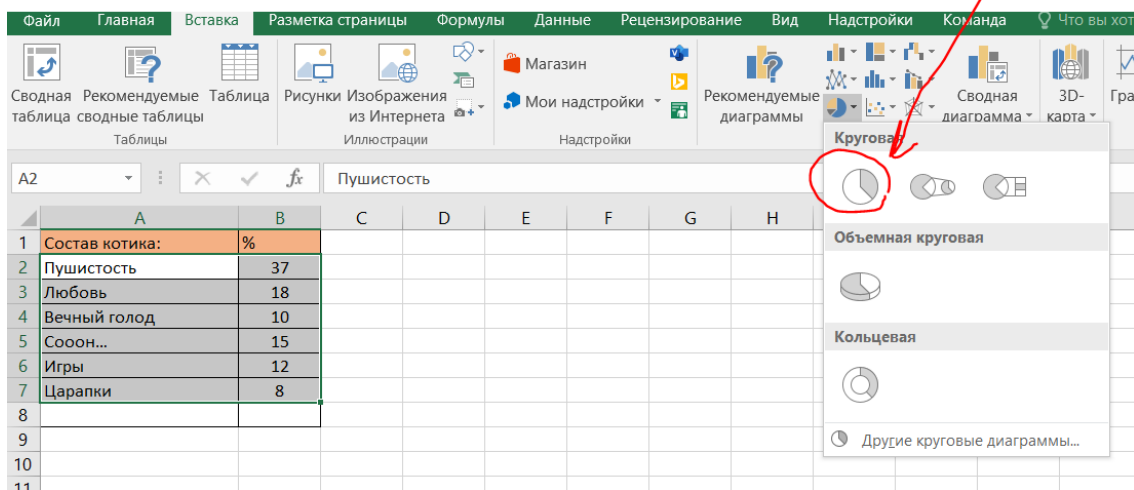 Файл Главная Вставка Разметка страницы Формулы Данные Рецензирование Вид Надстройки Команда Что вы хот
Сводная таблица
Рекомендуемые сводные таблицы
Таблица
Таблицы
Рисунки
Изображения из Интернета
Иллюстрации
Магазин
Мои надстройки
Надстройки
Рекомендуемые диаграммы
Сводная диаграмма
3D-карта
Гра
A2 fx Пушистость
A B C D E F G H
1 Состав котика: %
2 Пушистость 37
3 Любовь 18
4 Вечный голод 10
5 Сооон... 15
6 Игры 12
7 Царапки 8
8
9
10
11
Круговая
Объемная круговая
Кольцевая
Другие круговые диаграммы...